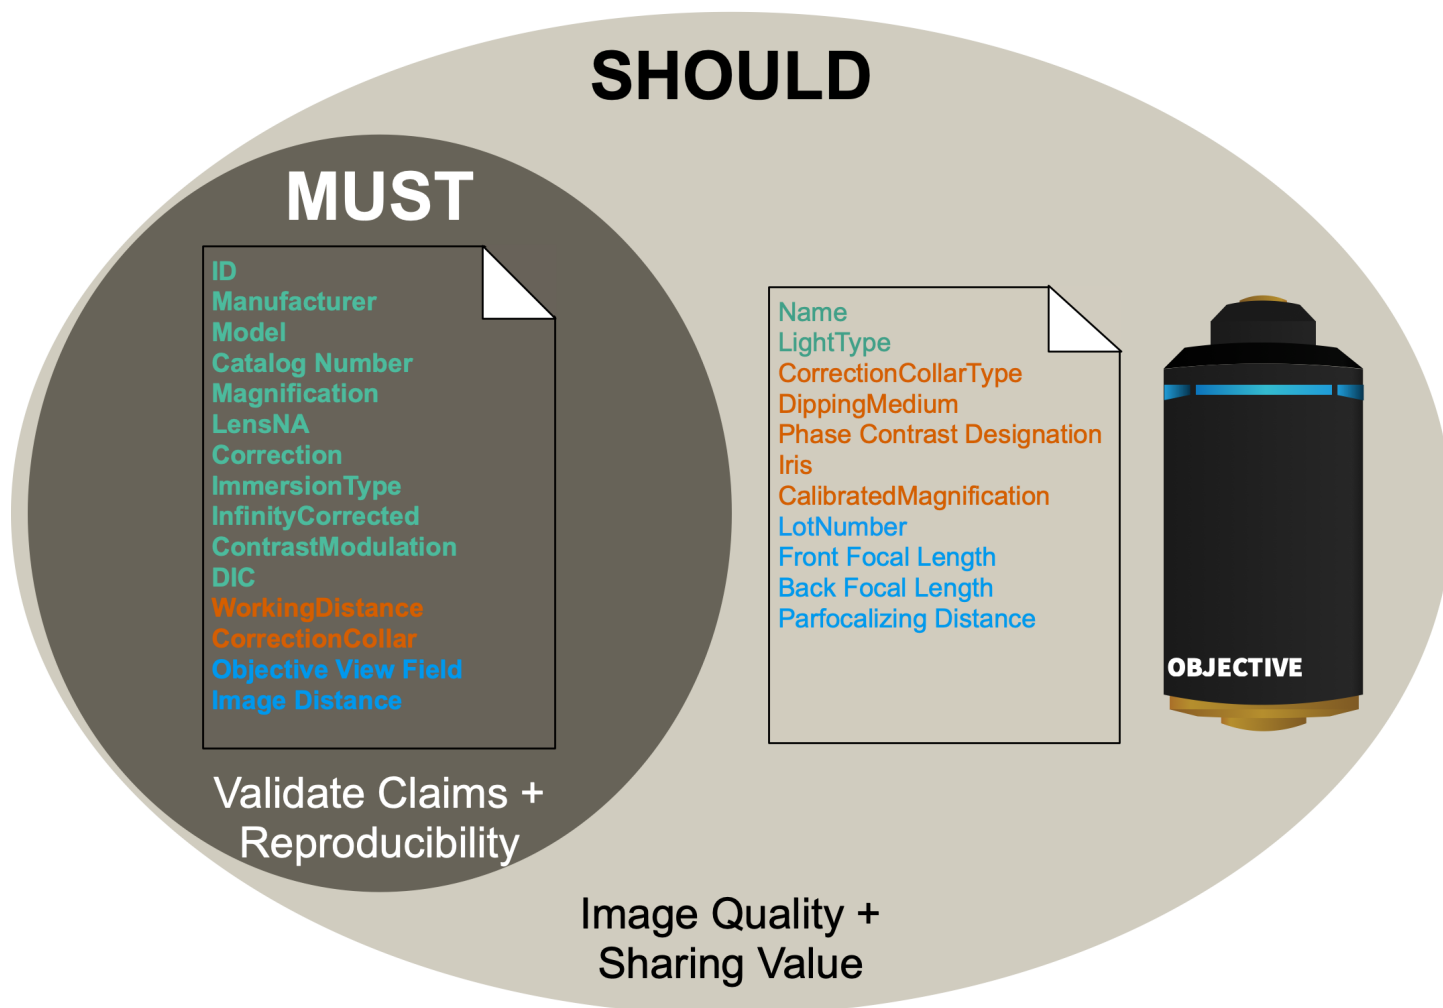 SHOULD
MUST
ID
Manufacturer
Model
Catalog Number
Magnification
LensNA
Correction
ImmersionType
InfinityCorrected
ContrastModulation
DIC
WorkingDistance
CorrectionCollar
Objective View Field
Image Distance
Validate Claims +
Reproducibility
Name
LightType
CorrectionCollarType
DippingMedium
Phase Contrast Designation
Iris
CalibratedMagnification
LotNumber
Front Focal Length
Back Focal Length
Parfocalizing Distance
OBJECTIVE
Image Quality +
Sharing Value